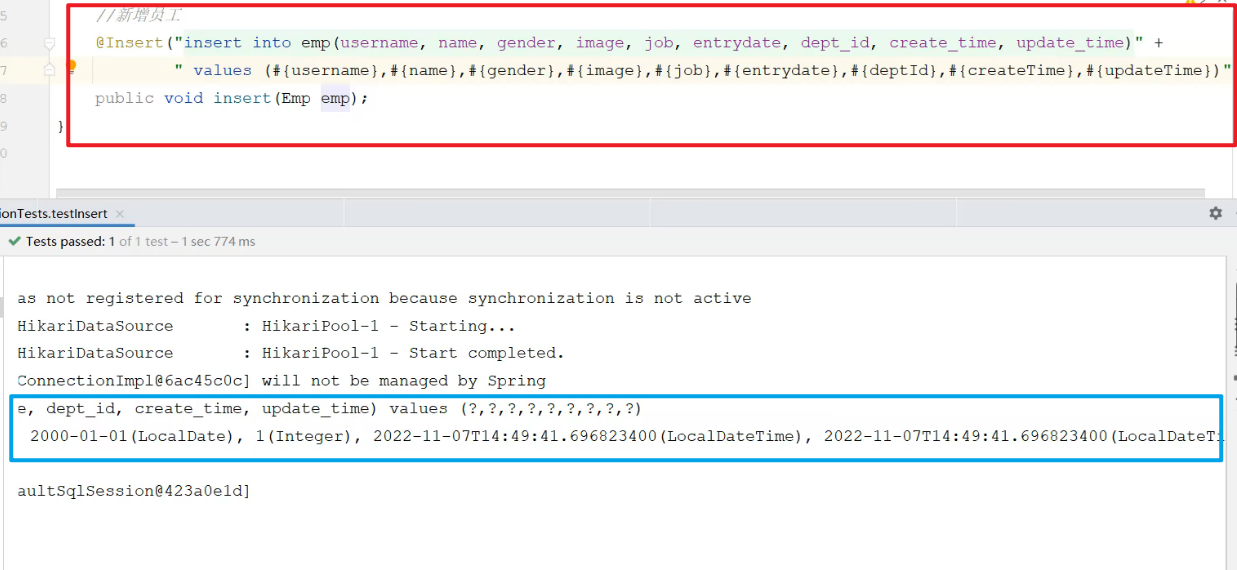 5
//新增员工
6
@Insert("insert into emp(username, name, gender, image, job, entrydate, dept_id, create_time, update_time)" +
7
" values (#{username},#{name},#{gender},#{image},#{job},#{entrydate},#{deptId},#{createTime},#{updateTime})"
8
public void insert(Emp emp);
9
}
0
ionTests.testInsert ×
Tests passed: 1 of 1 test – 1 sec 774 ms
as not registered for synchronization because synchronization is not active
HikariDataSource : HikariPool-1 - Starting...
HikariDataSource : HikariPool-1 - Start completed.
ConnectionImpl@6ac45c0c] will not be managed by Spring
e, dept_id, create_time, update_time) values (?,?,?,?,?,?,?,?,?)
2000-01-01(LocalDate), 1(Integer), 2022-11-07T14:49:41.696823400(LocalDateTime), 2022-11-07T14:49:41.696823400(LocalDateTi
aultSqlSession@423a0e1d]